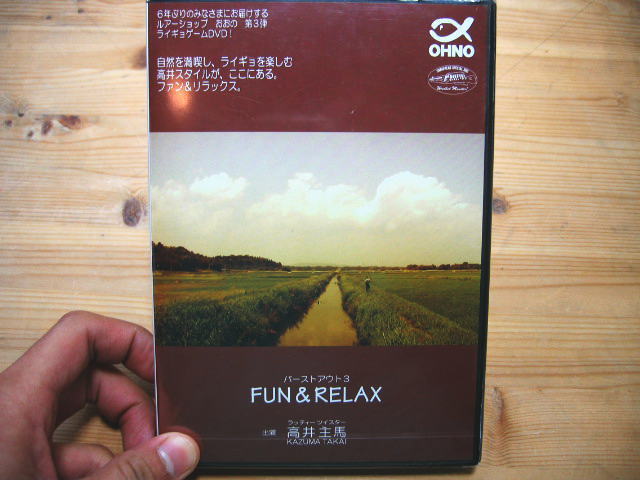 6年ぶりのみなさまにお届けする
ルアーショップ おおの 第3弾
ライギョゲームDVD！
OHNO
自然を満喫し、ライギョを楽しむ
高井スタイルが、ここにある。
ファン＆リラックス。
バーストアウト3
FUN & RELAX
ラッティーツイスター
出演 高井主馬
KAZUMA TAKAI